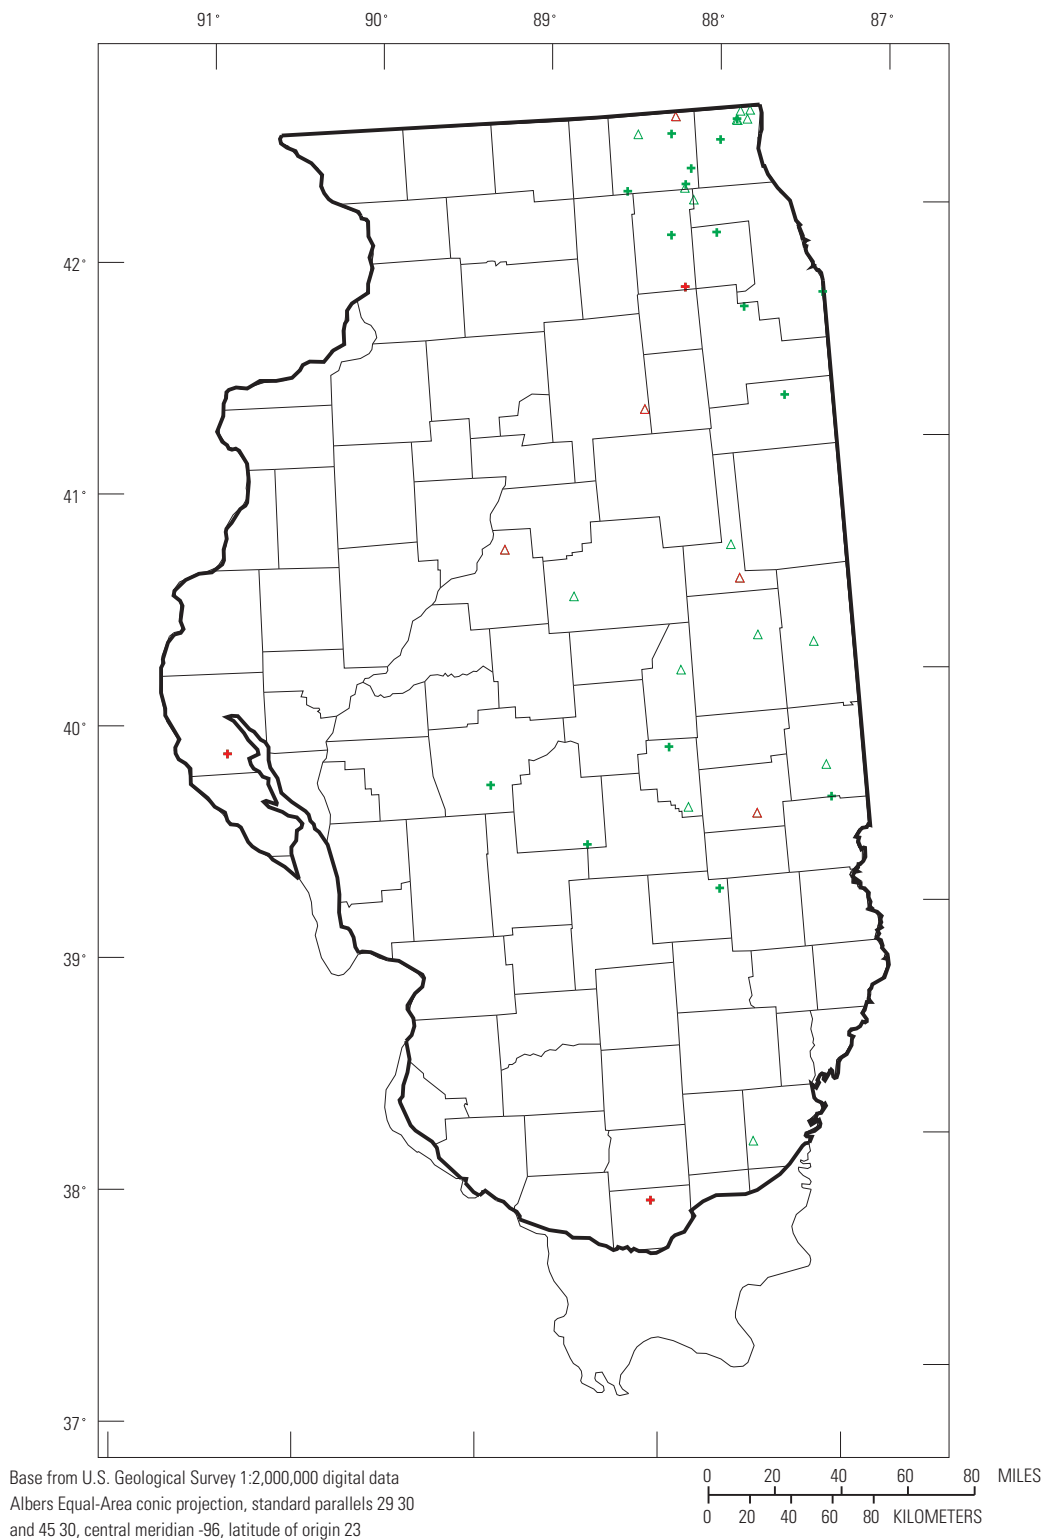 91° 90° 89° 88° 87°
42°
41°
40°
39°
38°
37°
Base from U.S. Geological Survey 1:2,000,000 digital data
Albers Equal-Area conic projection, standard parallels 29 30
and 45 30, central meridian -96, latitude of origin 23
0 20 40 60 80 MILES
0 20 40 60 80 KILOMETERS